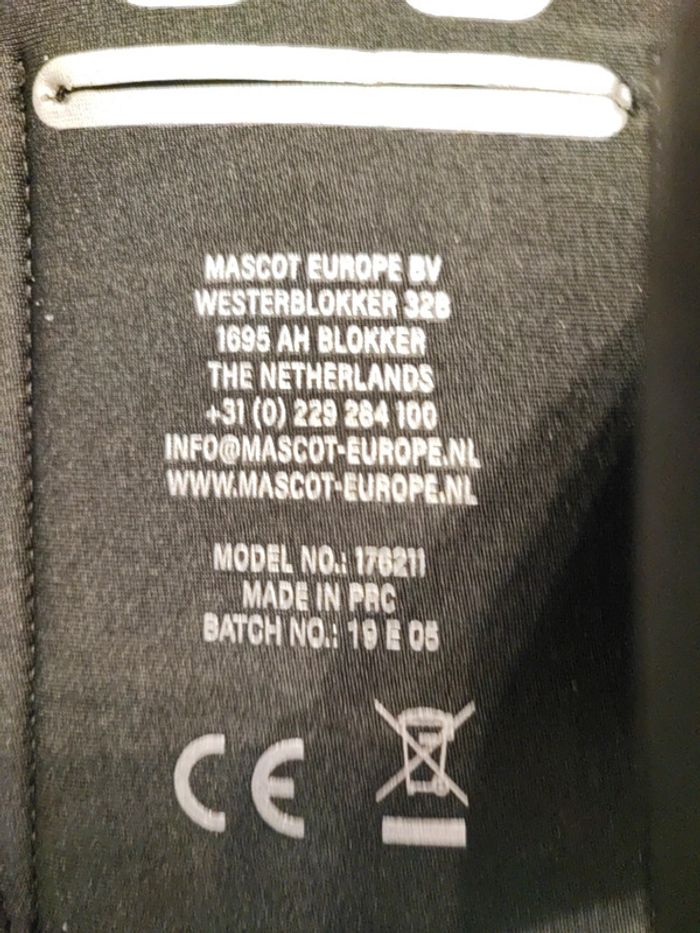 MASCOT EUROPE BV
WESTERBLOKKER 32B
1695 AH BLOKKER
THE NETHERLANDS
+31 (0) 229 284 100
INFO@MASCOT-EUROPE.NL
WWW.MASCOT-EUROPE.NL
MODEL NO.: 176211
MADE IN PRC
BATCH NO.: 19 E 05
CE